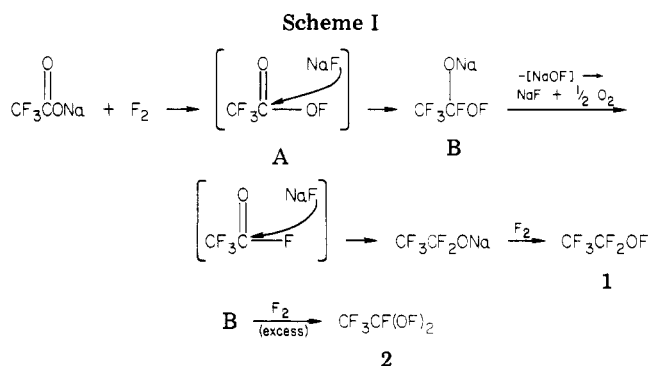 Scheme I
O NaF O NaF ONa -[NaOF] →
CF₃CONa + F₂ → CF₃C—OF → CF₃CFOF NaF + ½ O₂
A B
O NaF
CF₃C—F → CF₃CF₂ONa F₂ → CF₃CF₂OF
1
B F₂ (excess) → CF₃CF(OF)₂
2